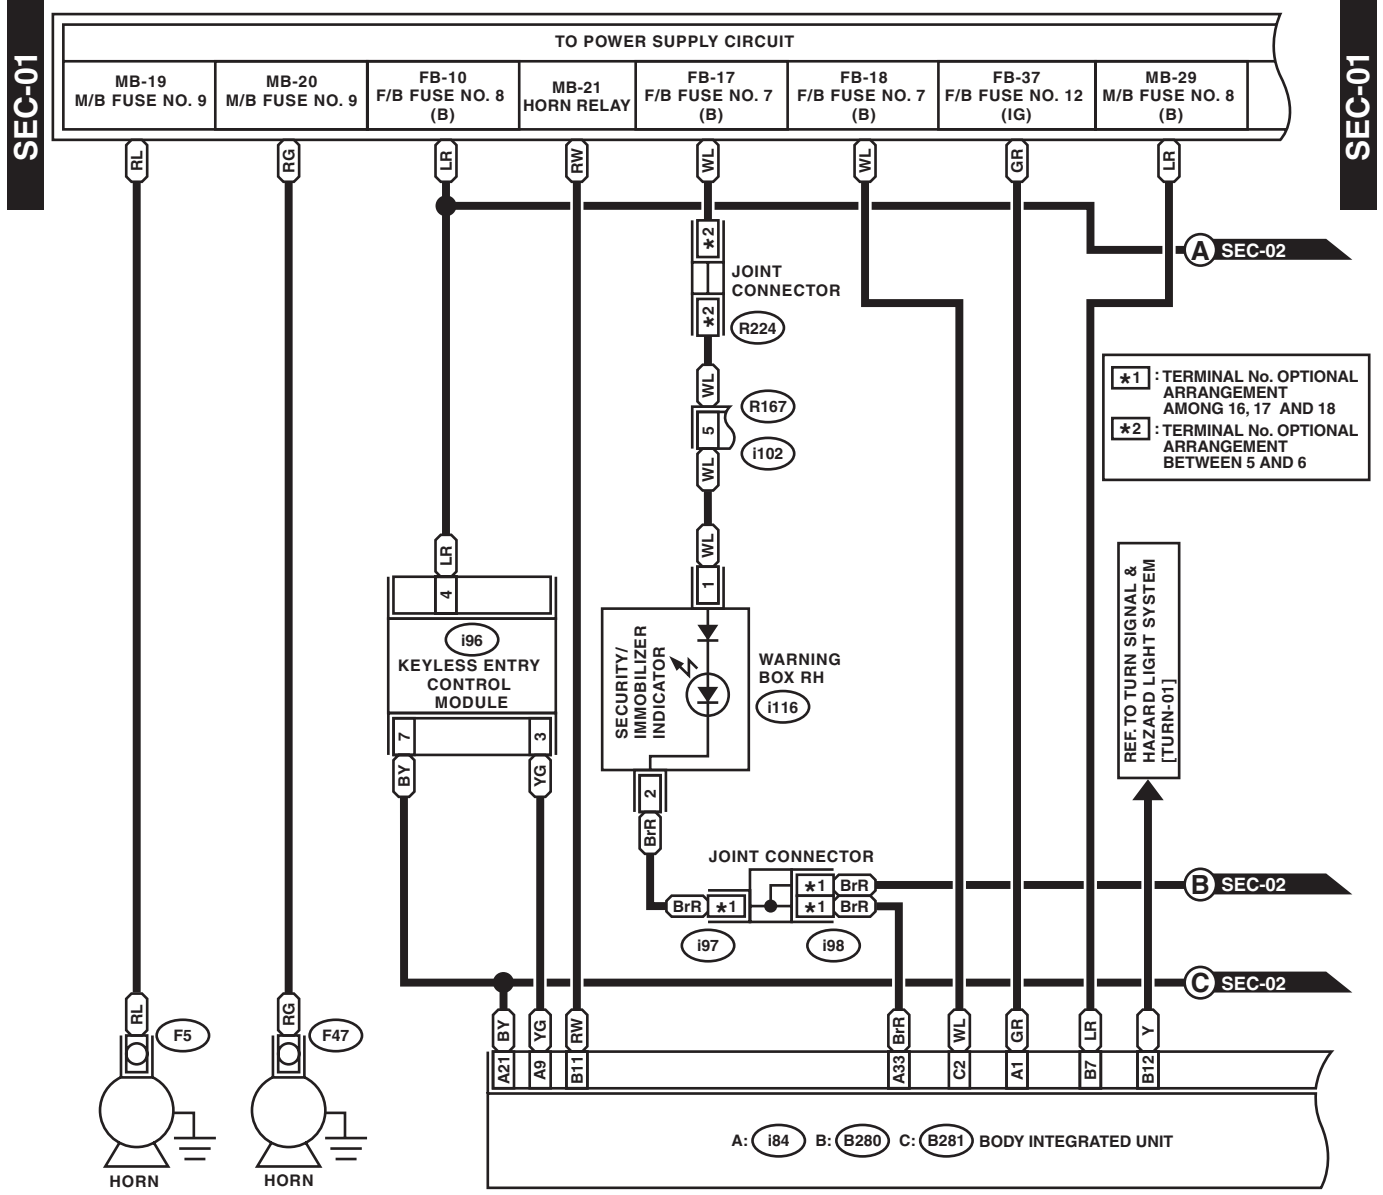 SEC-01
SEC-01
TO POWER SUPPLY CIRCUIT
MB-19
M/B FUSE NO. 9
MB-20
M/B FUSE NO. 9
FB-10
F/B FUSE NO. 8
(B)
MB-21
HORN RELAY
FB-17
F/B FUSE NO. 7
(B)
FB-18
F/B FUSE NO. 7
(B)
FB-37
F/B FUSE NO. 12
(IG)
MB-29
M/B FUSE NO. 8
(B)
RL
RG
LR
RW
WL
WL
GR
LR
*2
A SEC-02
JOINT
CONNECTOR
*2
R224
WL
R167
5
i102
WL
*1 : TERMINAL No. OPTIONAL
ARRANGEMENT
AMONG 16, 17 AND 18
*2 : TERMINAL No. OPTIONAL
ARRANGEMENT
BETWEEN 5 AND 6
LR
WL
4
1
i96
KEYLESS ENTRY
CONTROL
MODULE
7
3
BY
YG
SECURITY/
IMMOBILIZER
INDICATOR
WARNING
BOX RH
i116
2
BrR
REF. TO TURN SIGNAL &
HAZARD LIGHT SYSTEM
[TURN-01]
JOINT CONNECTOR
*1 BrR
B SEC-02
BrR *1
*1 BrR
i97
i98
C SEC-02
RL
F5
RG
F47
BY
YG
RW
BrR
WL
GR
LR
Y
A21
A9
B11
A33
C2
A1
B7
B12
A: i84 B: B280 C: B281 BODY INTEGRATED UNIT
HORN
HORN